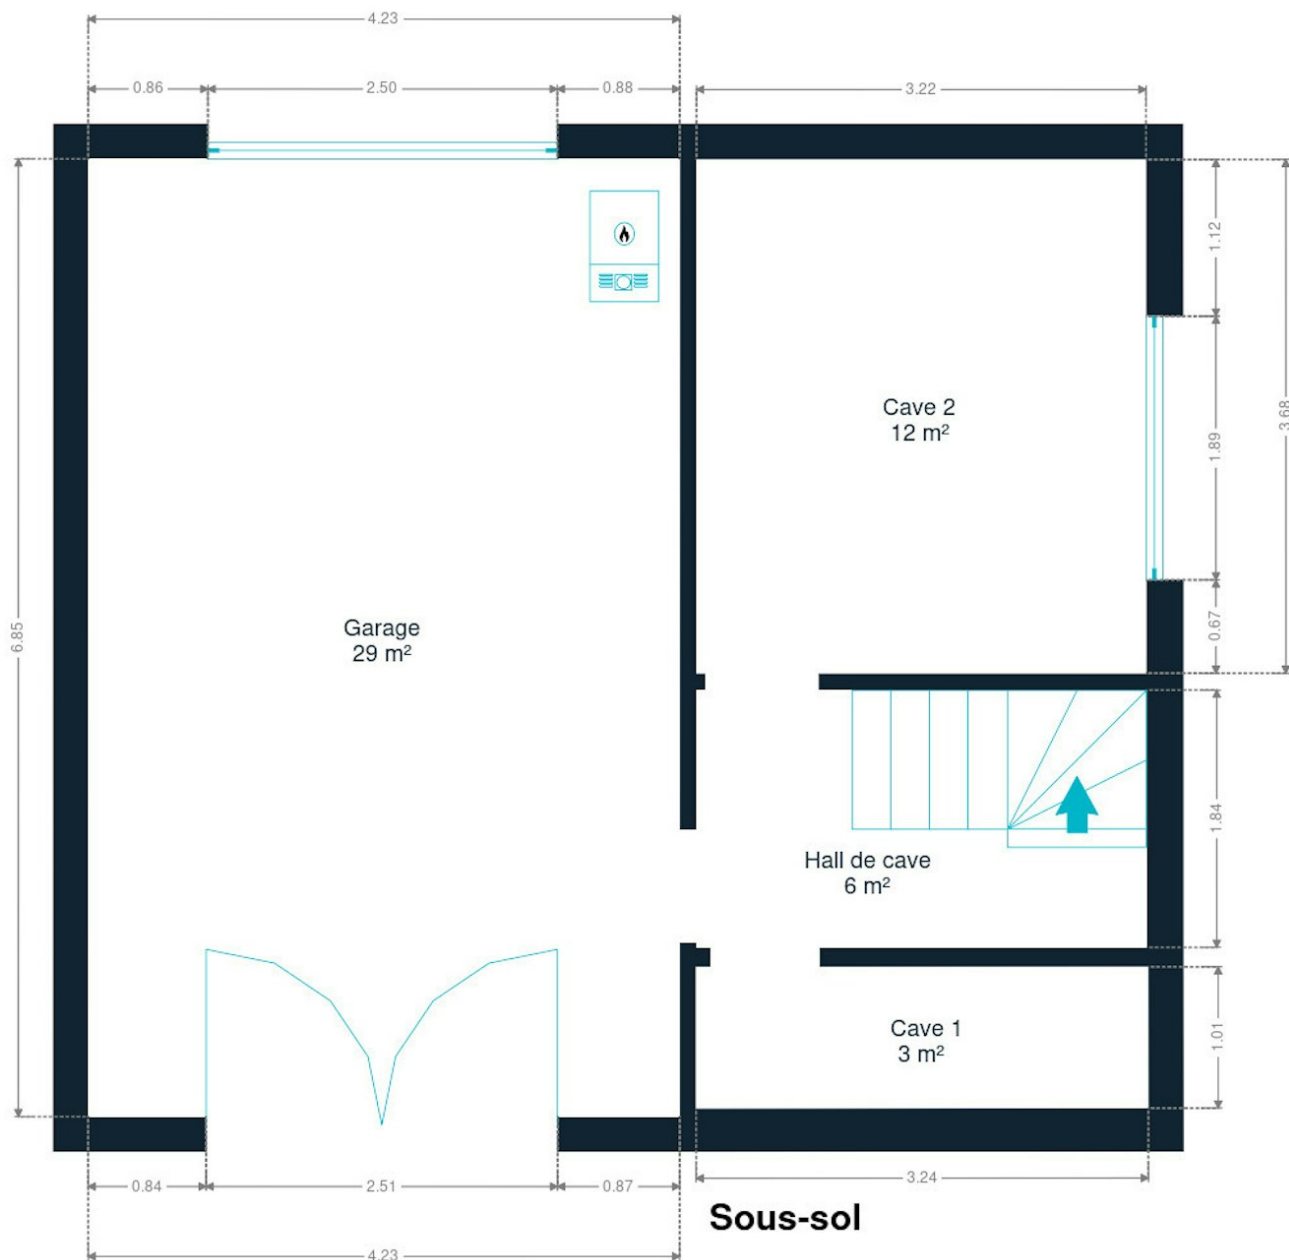 4.23
0.86
2.50
0.88
3.22
1.12
3.68
Cave 2
12 m²
1.89
6.85
Garage
29 m²
0.67
1.84
Hall de cave
6 m²
Cave 1
3 m²
1.01
0.84
2.51
0.87
3.24
Sous-sol
4.23